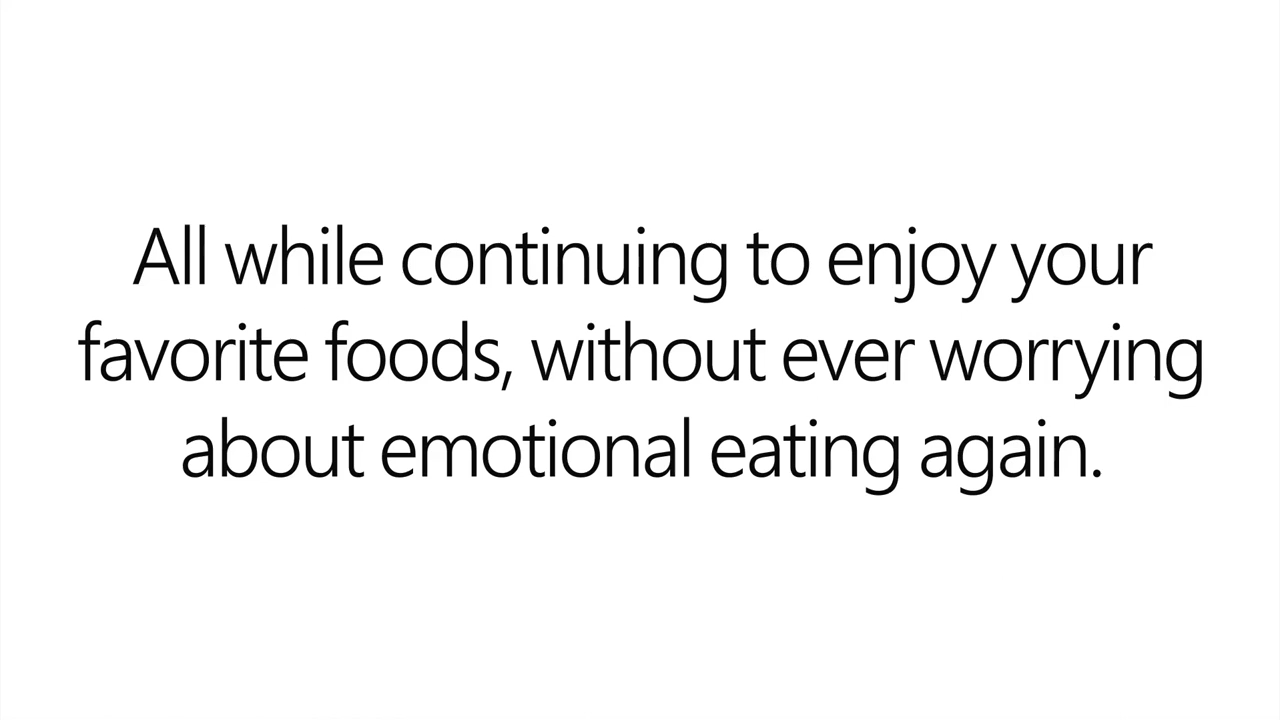 All while continuing to enjoy your
favorite foods, without ever worrying
about emotional eating again.